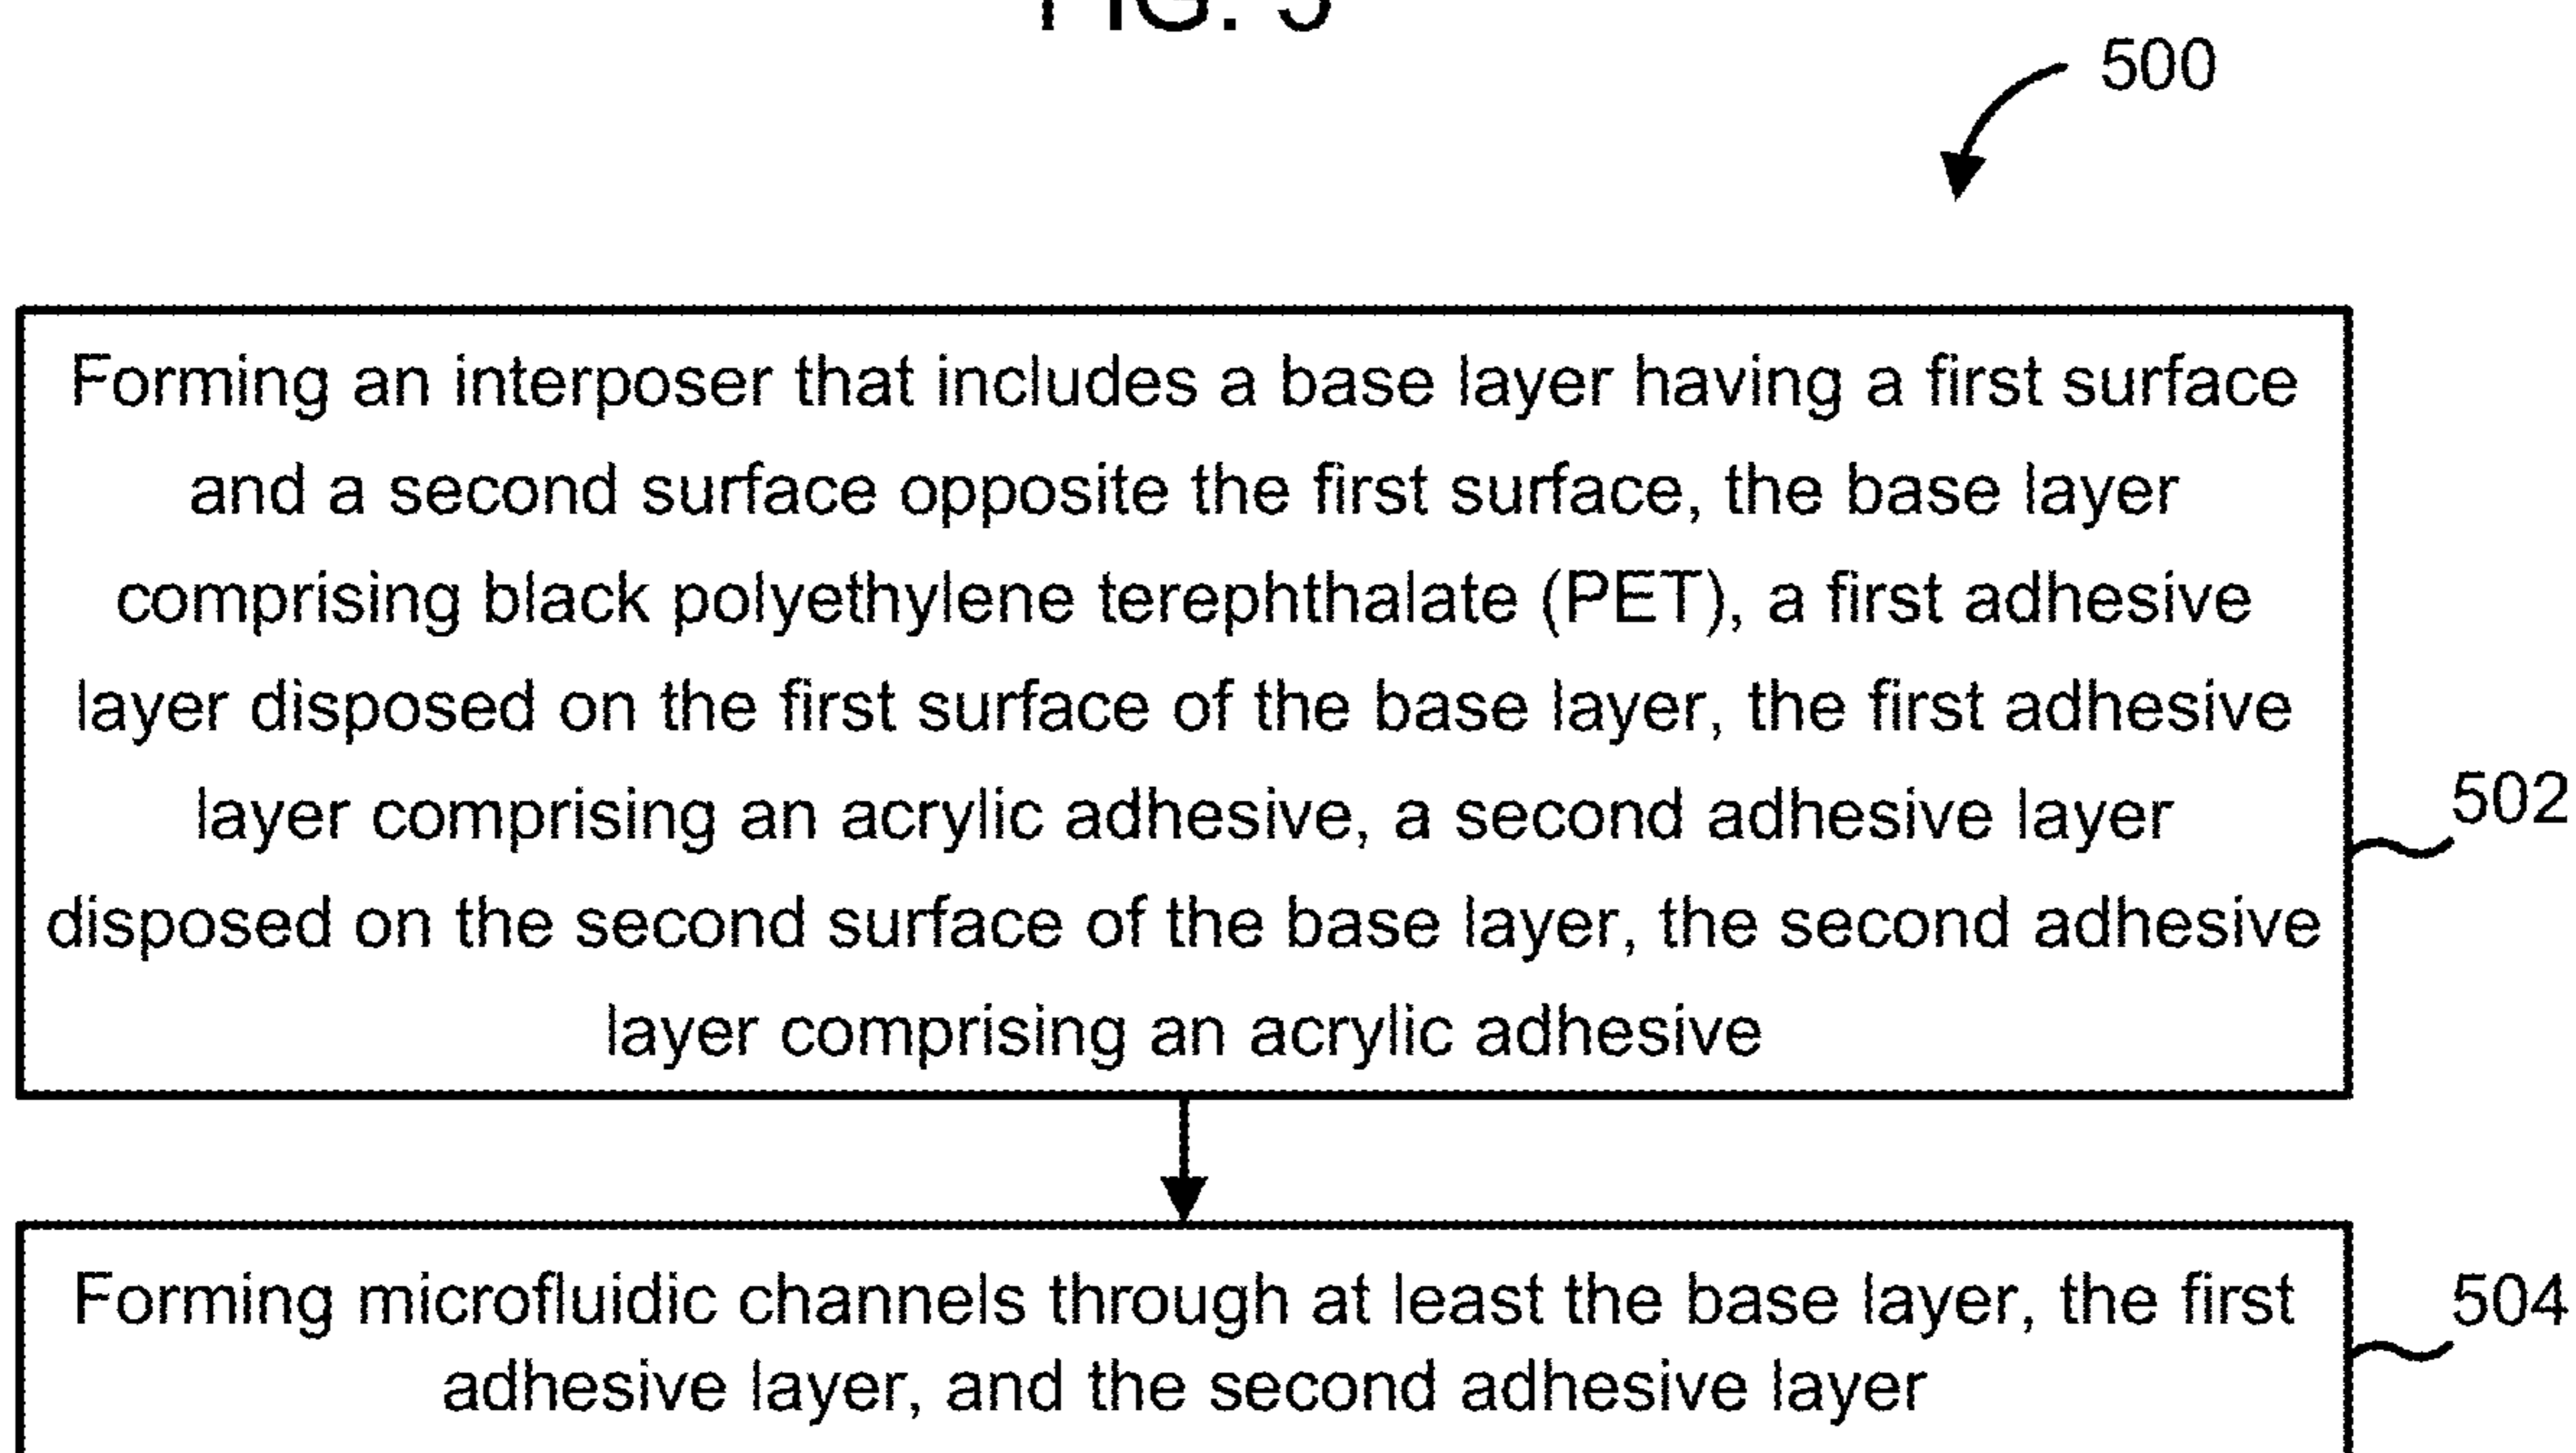 FIG. 5
500
Forming an interposer that includes a base layer having a first surface
and a second surface opposite the first surface, the base layer
comprising black polyethylene terephthalate (PET), a first adhesive
layer disposed on the first surface of the base layer, the first adhesive
layer comprising an acrylic adhesive, a second adhesive layer
disposed on the second surface of the base layer, the second adhesive
layer comprising an acrylic adhesive
502
Forming microfluidic channels through at least the base layer, the first
adhesive layer, and the second adhesive layer
504